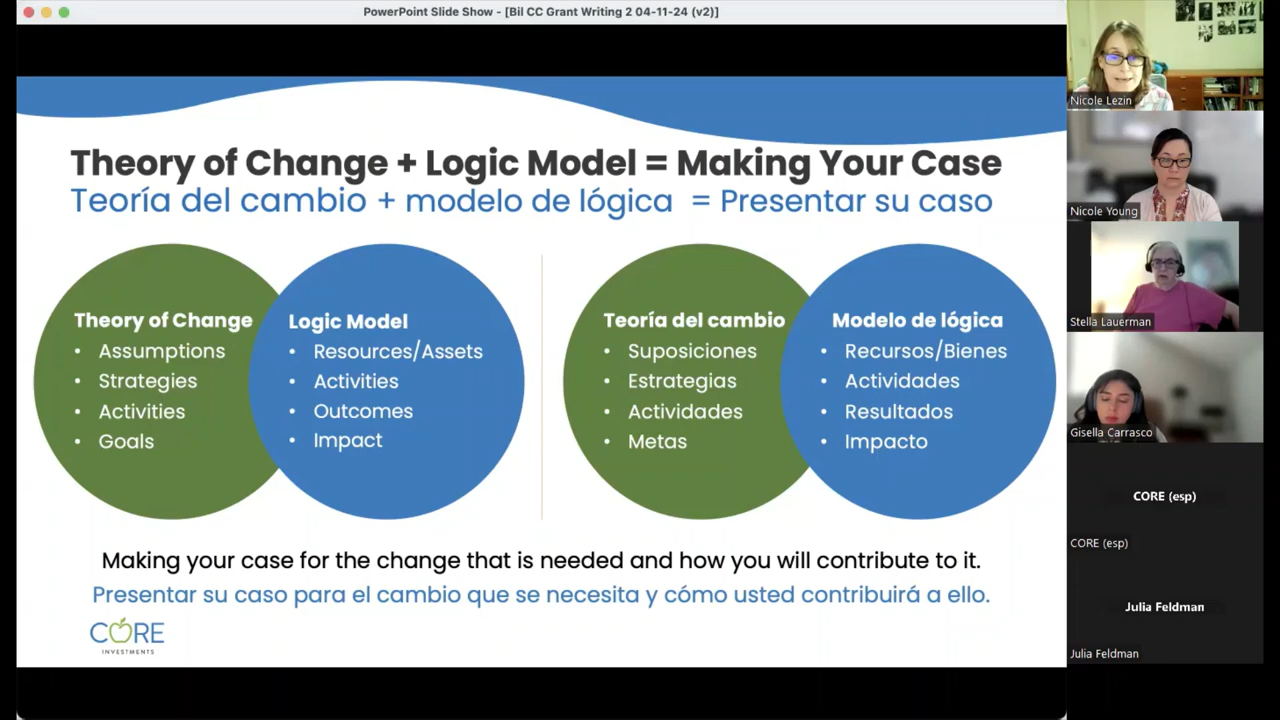 PowerPoint Slide Show - [Bil CC Grant Writing 2 04-11-24 (v2)]
Theory of Change + Logic Model = Making Your Case
Teoría del cambio + modelo de lógica = Presentar su caso
Theory of Change
• Assumptions
• Strategies
• Activities
• Goals
Logic Model
• Resources/Assets
• Activities
• Outcomes
• Impact
Teoría del cambio
• Suposiciones
• Estrategias
• Actividades
• Metas
Modelo de lógica
• Recursos/Bienes
• Actividades
• Resultados
• Impacto
Making your case for the change that is needed and how you will contribute to it.
Presentar su caso para el cambio que se necesita y cómo usted contribuirá a ello.
CORE
INVESTMENTS
Nicole Lezin
Nicole Young
Stella Lauerman
Gisella Carrasco
CORE (esp)
CORE (esp)
Julia Feldman
Julia Feldman